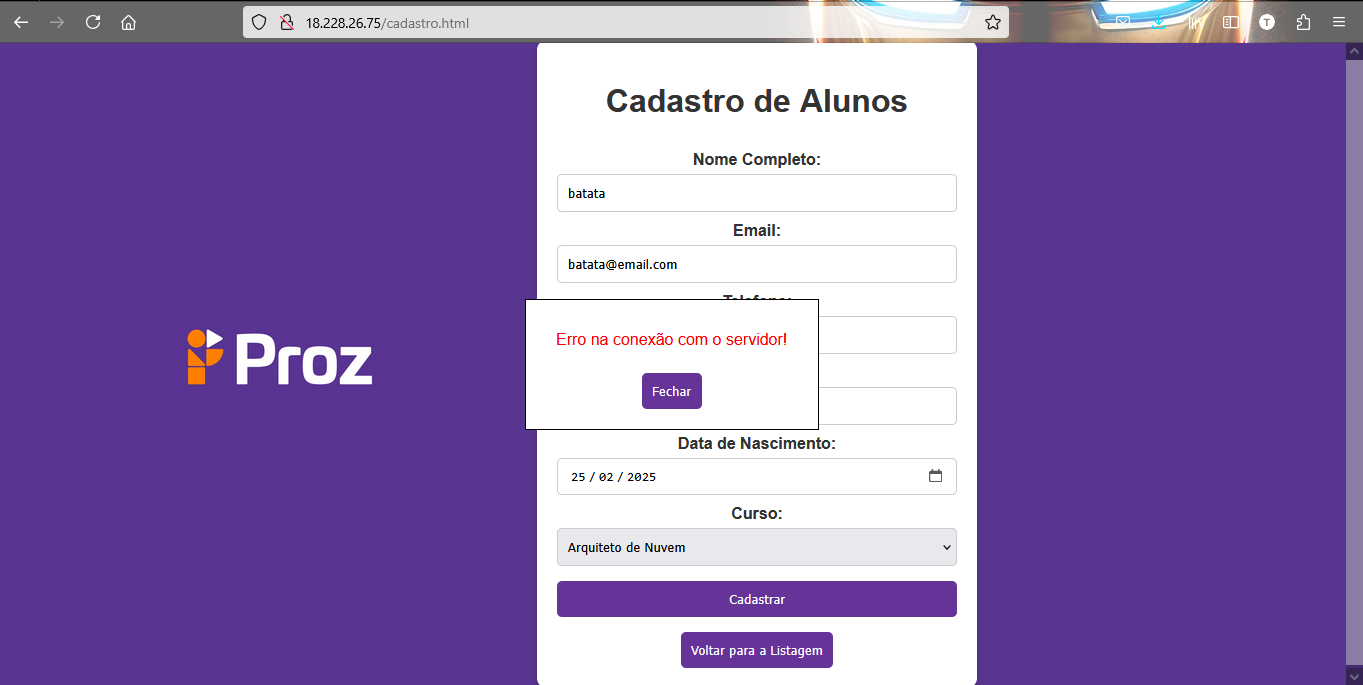 18.228.26.75/cadastro.html
T
Cadastro de Alunos
Nome Completo:
batata
Email:
batata@email.com
Telefone:
Erro na conexão com o servidor!
Fechar
Proz
Data de Nascimento:
25 / 02 / 2025
Curso:
Arquiteto de Nuvem
Cadastrar
Voltar para a Listagem